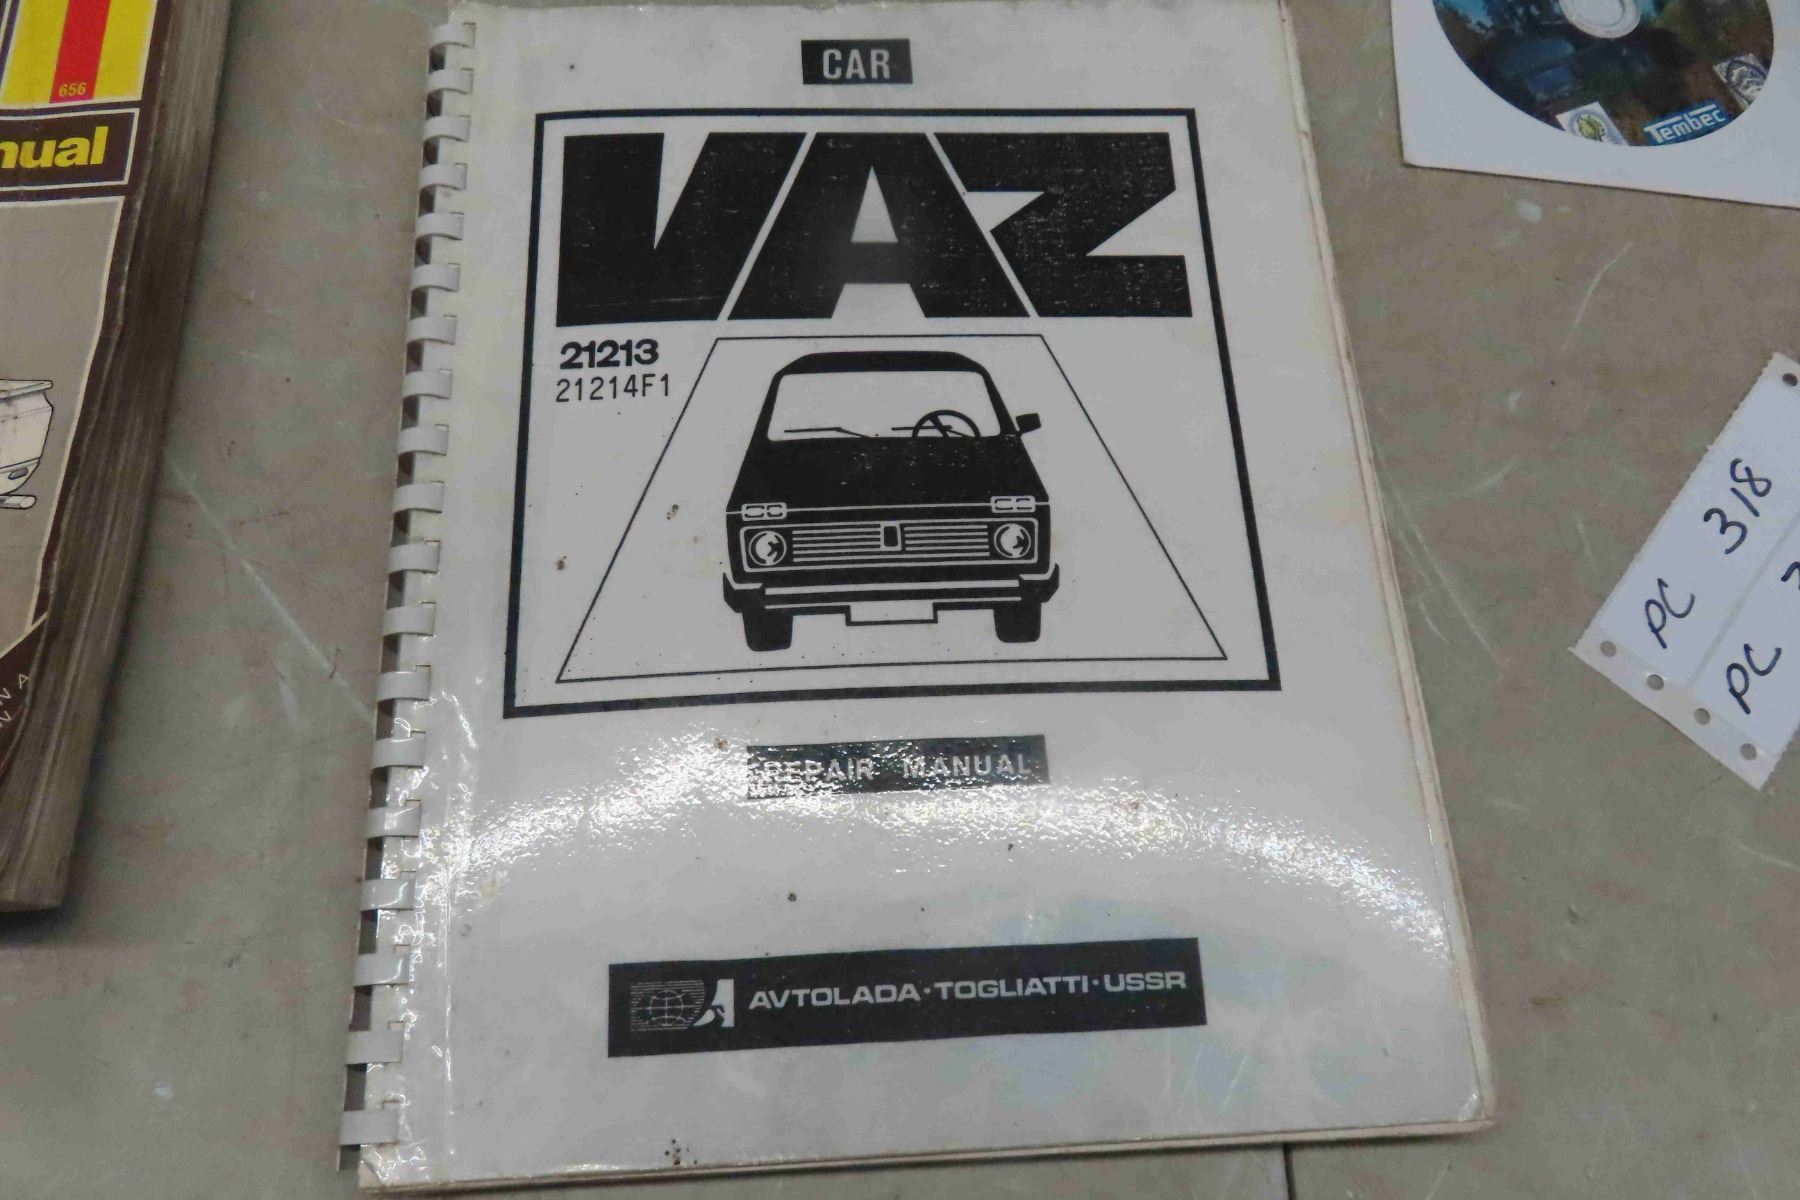 656
nual
CAR
VAZ
21213
21214F1
REPAIR MANUAL
AVTOLADA·TOGLIATTI·USSR
Tembec
PC 318
PC